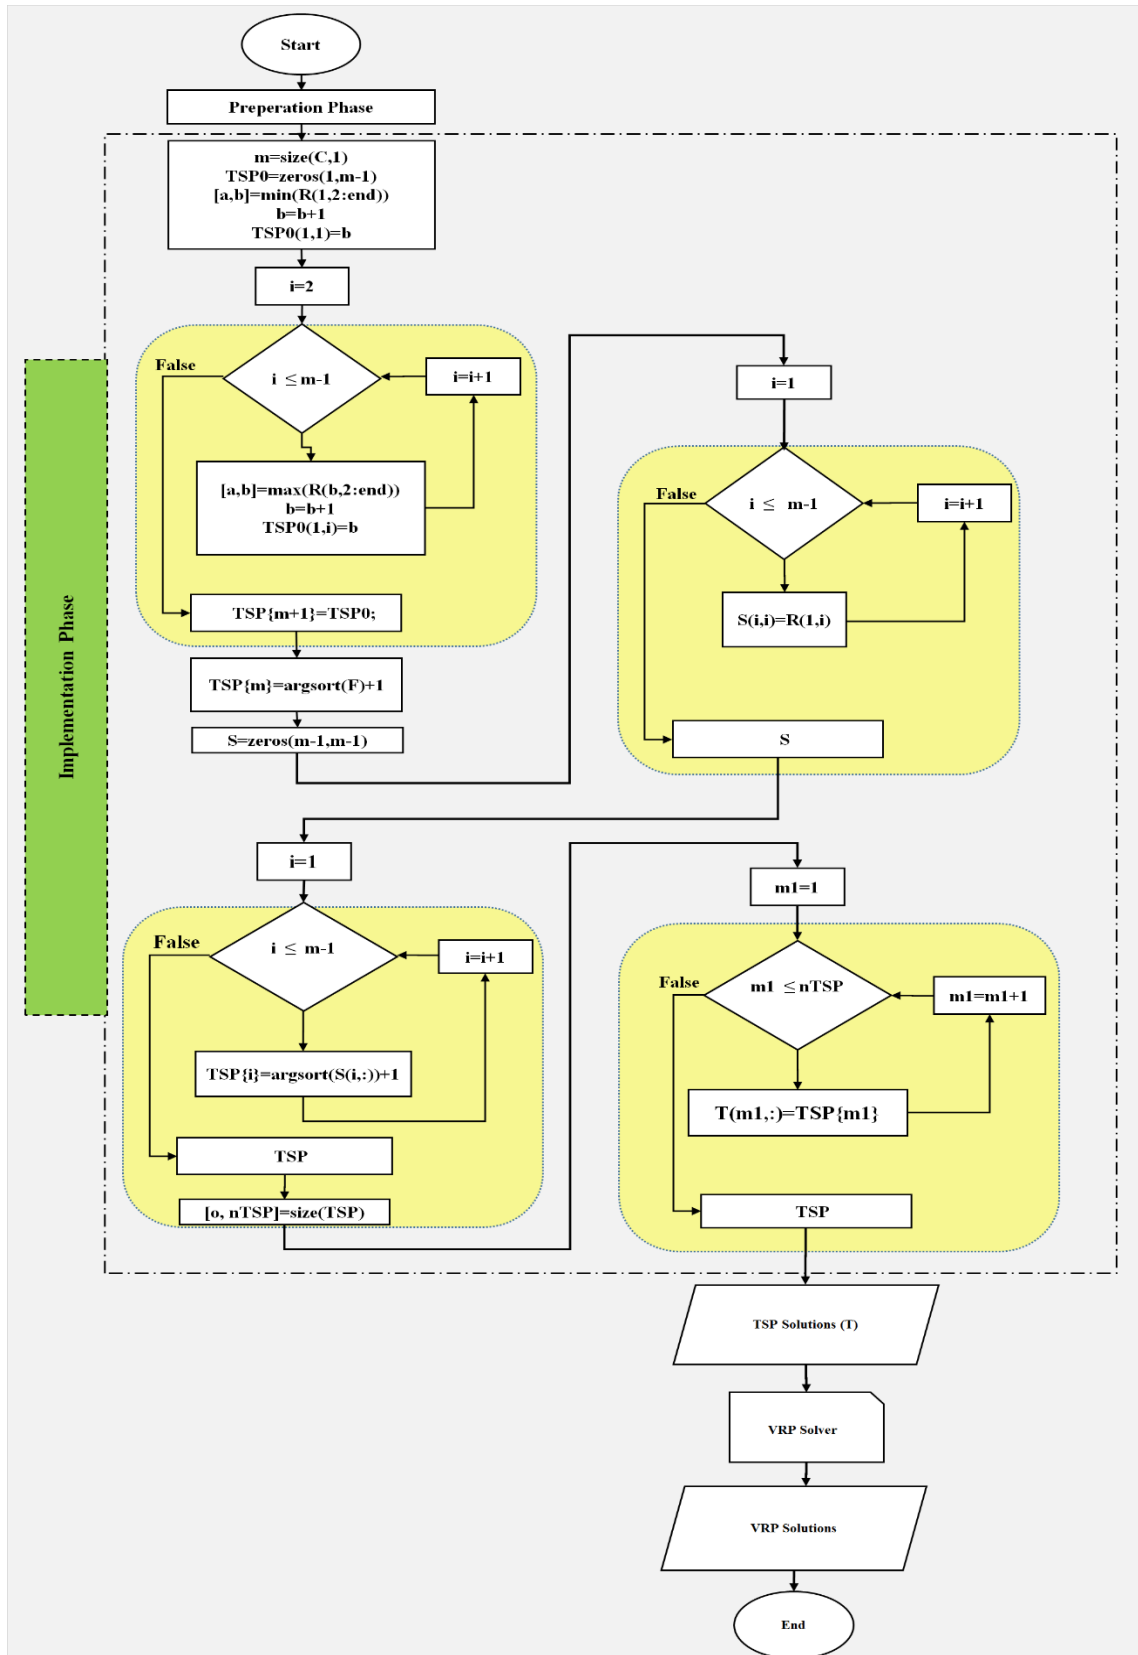 Start
Preperation Phase
m=size(C,1)
TSP0=zeros(1,m-1)
[a,b]=min(R(1,2:end))
b=b+1
TSP0(1,1)=b
i=2
False
i ≤ m-1
i=i+1
[a,b]=max(R(b,2:end))
b=b+1
TSP0(1,i)=b
TSP{m+1}=TSP0;
TSP{m}=argsort(F)+1
S=zeros(m-1,m-1)
i=1
False
i ≤ m-1
i=i+1
S(i,i)=R(1,i)
S
Implementation Phase
i=1
False
i ≤ m-1
i=i+1
TSP{i}=argsort(S(i,:))+1
TSP
[o, nTSP]=size(TSP)
m1=1
False
m1 ≤ nTSP
m1=m1+1
T(m1,:)=TSP{m1}
TSP
TSP Solutions (T)
VRP Solver
VRP Solutions
End